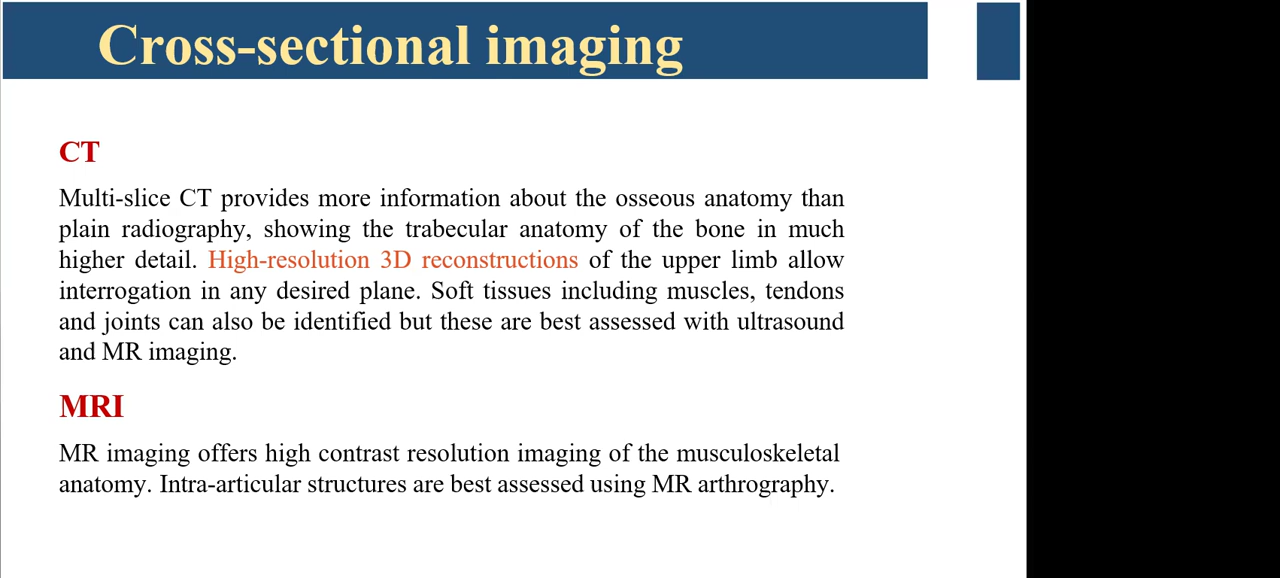 Cross-sectional imaging
CT
Multi-slice CT provides more information about the osseous anatomy than
plain radiography, showing the trabecular anatomy of the bone in much
higher detail. High-resolution 3D reconstructions of the upper limb allow
interrogation in any desired plane. Soft tissues including muscles, tendons
and joints can also be identified but these are best assessed with ultrasound
and MR imaging.
MRI
MR imaging offers high contrast resolution imaging of the musculoskeletal
anatomy. Intra-articular structures are best assessed using MR arthrography.